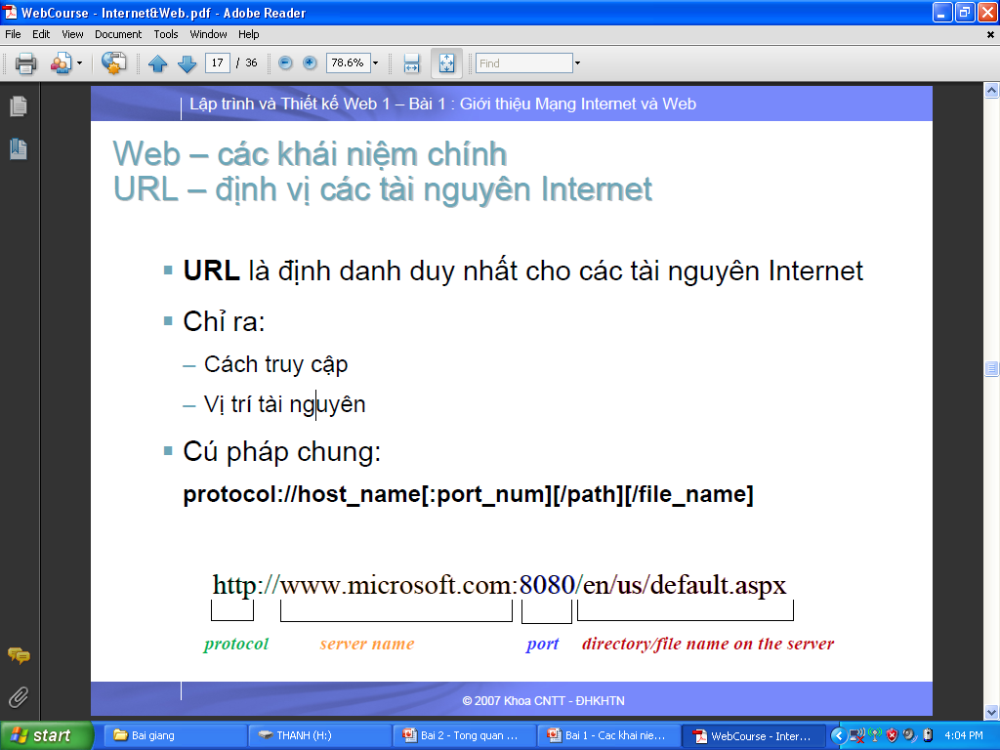 WebCourse - Internet&Web.pdf - Adobe Reader
File Edit View Document Tools Window Help
17 / 36 78.6% Find
Lập trình và Thiết kế Web 1 – Bài 1 : Giới thiệu Mạng Internet và Web
Web – các khái niệm chính
URL – định vị các tài nguyên Internet
▪ URL là định danh duy nhất cho các tài nguyên Internet
▪ Chỉ ra:
– Cách truy cập
– Vị trí tài nguyên
▪ Cú pháp chung:
protocol://host_name[:port_num][/path][/file_name]
http://www.microsoft.com:8080/en/us/default.aspx
protocol server name port directory/file name on the server
© 2007 Khoa CNTT - ĐHKHTN
start Bai giang THANH (H:) Bai 2 - Tong quan ... Bai 1 - Cac khai nie... WebCourse - Inter... 4:04 PM